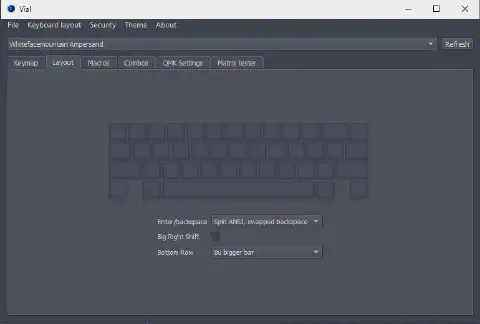 Vial
File Keyboard layout Security Theme About
Whitefacemountain Ampersand Refresh
Keymap Layout Macros Combos QMK Settings Matrix tester
Enter/backspace Split ANSI, swapped backspace
Big Right Shift
Bottom Row 8u bigger bar